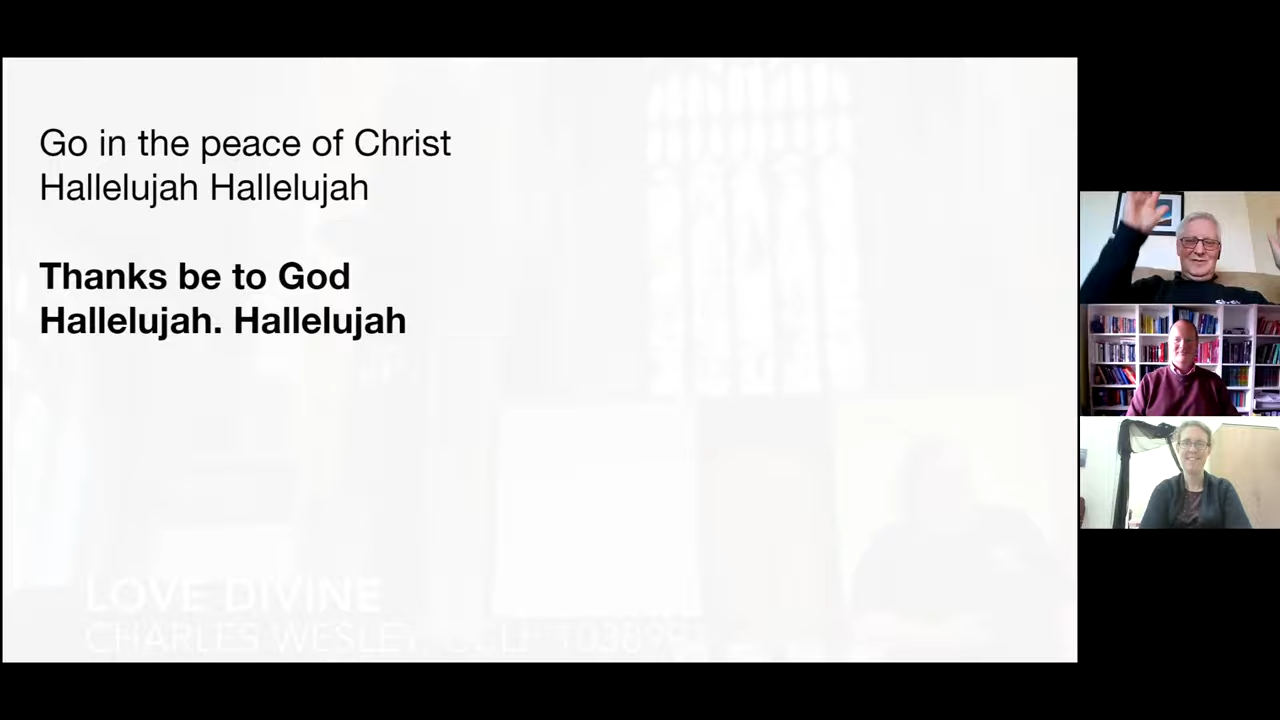 Go in the peace of Christ
Hallelujah Hallelujah
Thanks be to God
Hallelujah. Hallelujah
LOVE DIVINE
CHARLES WESLEY